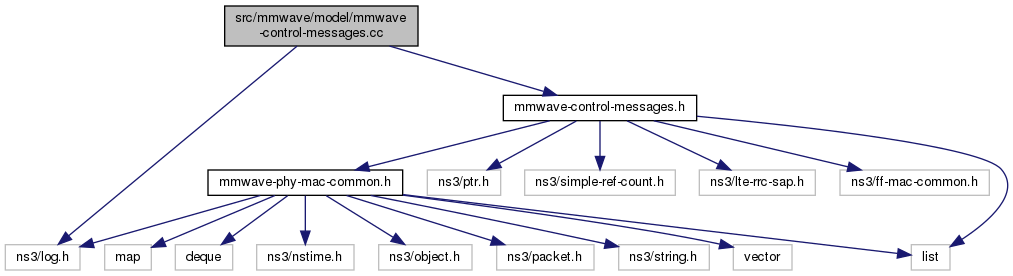 src/mmwave/model/mmwave
-control-messages.cc
mmwave-control-messages.h
mmwave-phy-mac-common.h
ns3/ptr.h
ns3/simple-ref-count.h
ns3/lte-rrc-sap.h
ns3/ff-mac-common.h
ns3/log.h
map
deque
ns3/nstime.h
ns3/object.h
ns3/packet.h
ns3/string.h
vector
list